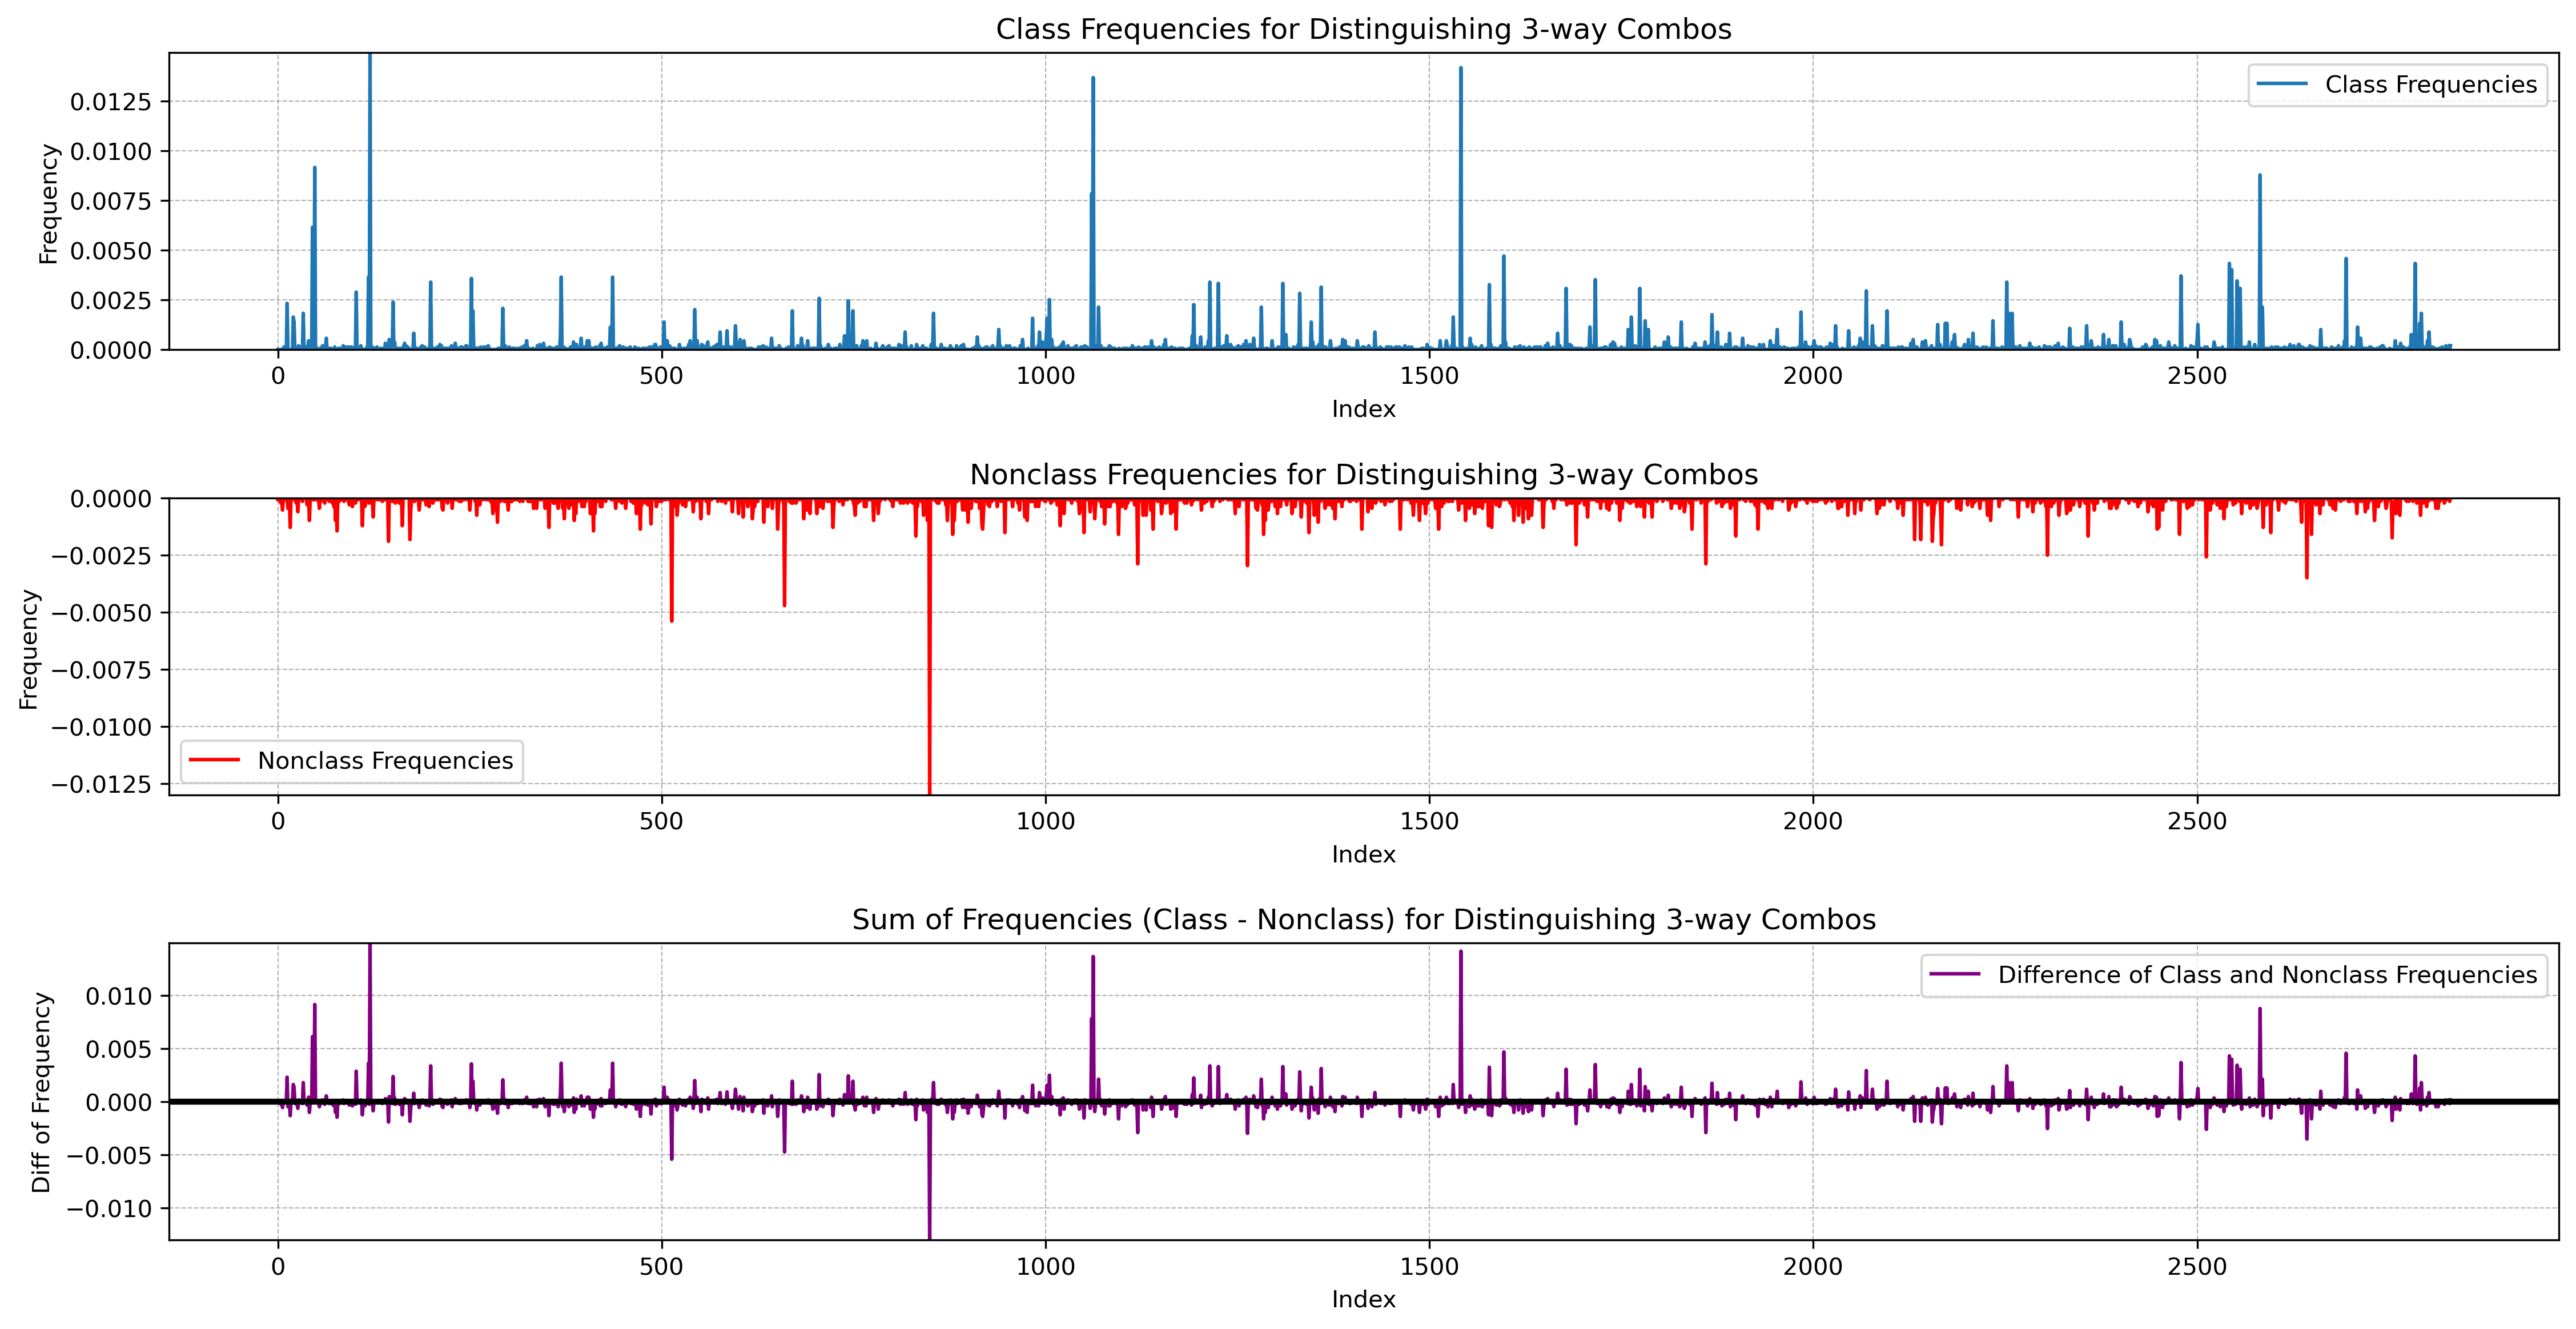 Class Frequencies for Distinguishing 3-way Combos
Frequency
0.0125
0.0100
0.0075
0.0050
0.0025
0.0000
Class Frequencies
0 500 1000 1500 2000 2500
Index
Nonclass Frequencies for Distinguishing 3-way Combos
Frequency
0.0000
−0.0025
−0.0050
−0.0075
−0.0100
−0.0125
Nonclass Frequencies
0 500 1000 1500 2000 2500
Index
Sum of Frequencies (Class - Nonclass) for Distinguishing 3-way Combos
Diff of Frequency
0.010
0.005
0.000
−0.005
−0.010
Difference of Class and Nonclass Frequencies
0 500 1000 1500 2000 2500
Index